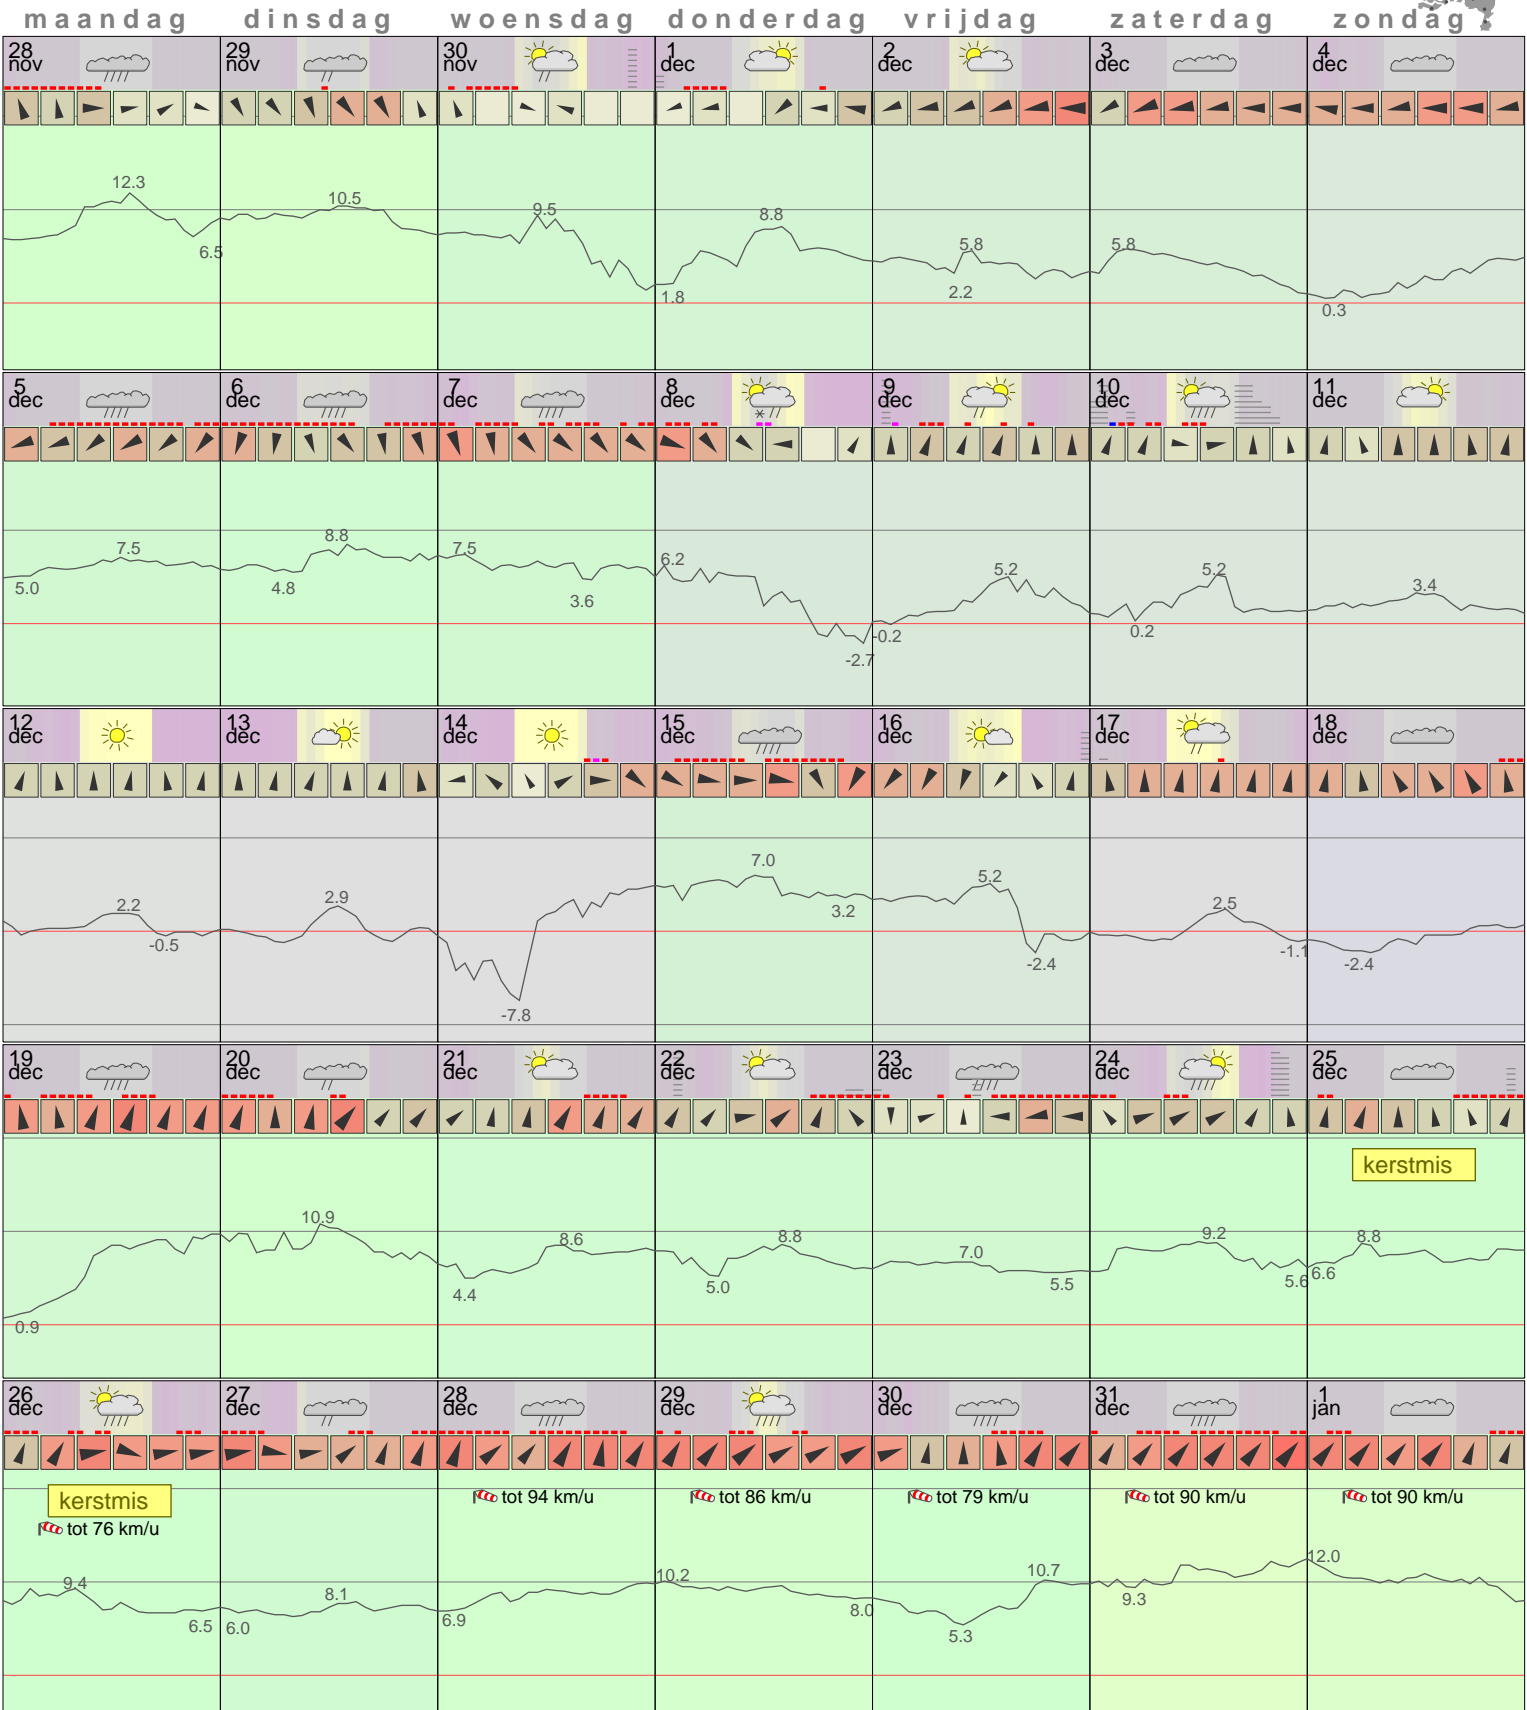 maandag dinsdag woensdag donderdag vrijdag zaterdag zondag
28 29 30 1 2 3 4
nov nov nov dec dec dec dec
12.3 6.5 10.5 9.5 1.8 8.8 2.2 5.8 5.8 0.3
5 6 7 8 9 10 11
dec dec dec dec dec dec dec
5.0 7.5 4.8 8.8 7.5 3.6 6.2 -2.7 -0.2 5.2 0.2 5.2 3.4
12 13 14 15 16 17 18
dec dec dec dec dec dec dec
2.2 -0.5 2.9 -7.8 7.0 3.2 5.2 -2.4 2.5 -1.1 -2.4
19 20 21 22 23 24 25
dec dec dec dec dec dec dec
kerstmis
0.9 10.9 4.4 8.6 5.0 8.8 7.0 5.5 9.2 5.6 6.6 8.8
26 27 28 29 30 31 1
dec dec dec dec dec dec jan
kerstmis
tot 76 km/u tot 94 km/u tot 86 km/u tot 79 km/u tot 90 km/u tot 90 km/u
9.4 6.5 6.0 8.1 6.9 10.2 8.0 5.3 10.7 9.3 12.0